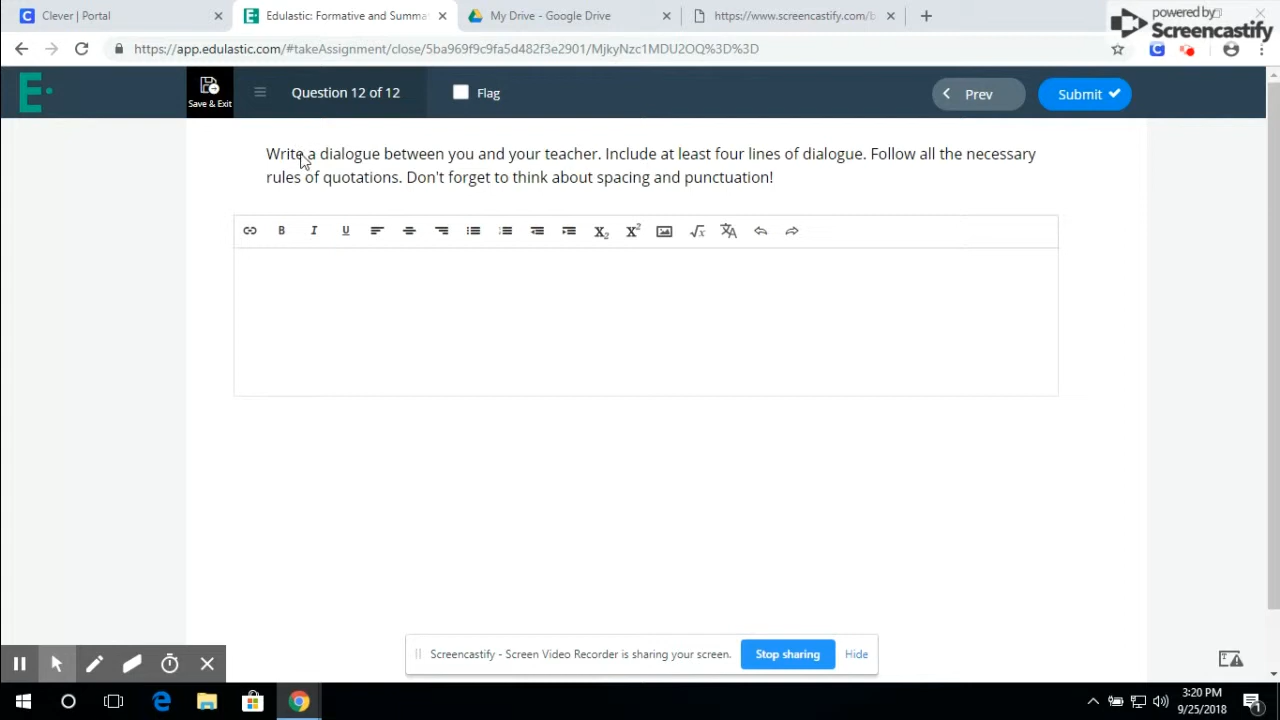 Clever | Portal
Edulastic: Formative and Summa
My Drive - Google Drive
https://www.screencastify.com/b
powered by
Screencastify
https://app.edulastic.com/#takeAssignment/close/5ba969f9c9fa5d482f3e2901/MjkyNzc1MDU2OQ%3D%3D
E
Save & Exit
Question 12 of 12
Flag
Prev
Submit
Write a dialogue between you and your teacher. Include at least four lines of dialogue. Follow all the necessary
rules of quotations. Don't forget to think about spacing and punctuation!
B I U X2 X2 √x
Screencastify - Screen Video Recorder is sharing your screen.
Stop sharing
Hide
3:20 PM
9/25/2018
1